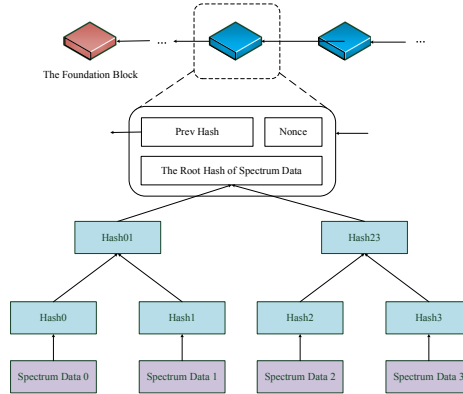 ...
...
The Foundation Block
Prev Hash
Nonce
The Root Hash of Spectrum Data
Hash01
Hash23
Hash0
Hash1
Hash2
Hash3
Spectrum Data 0
Spectrum Data 1
Spectrum Data 2
Spectrum Data 3